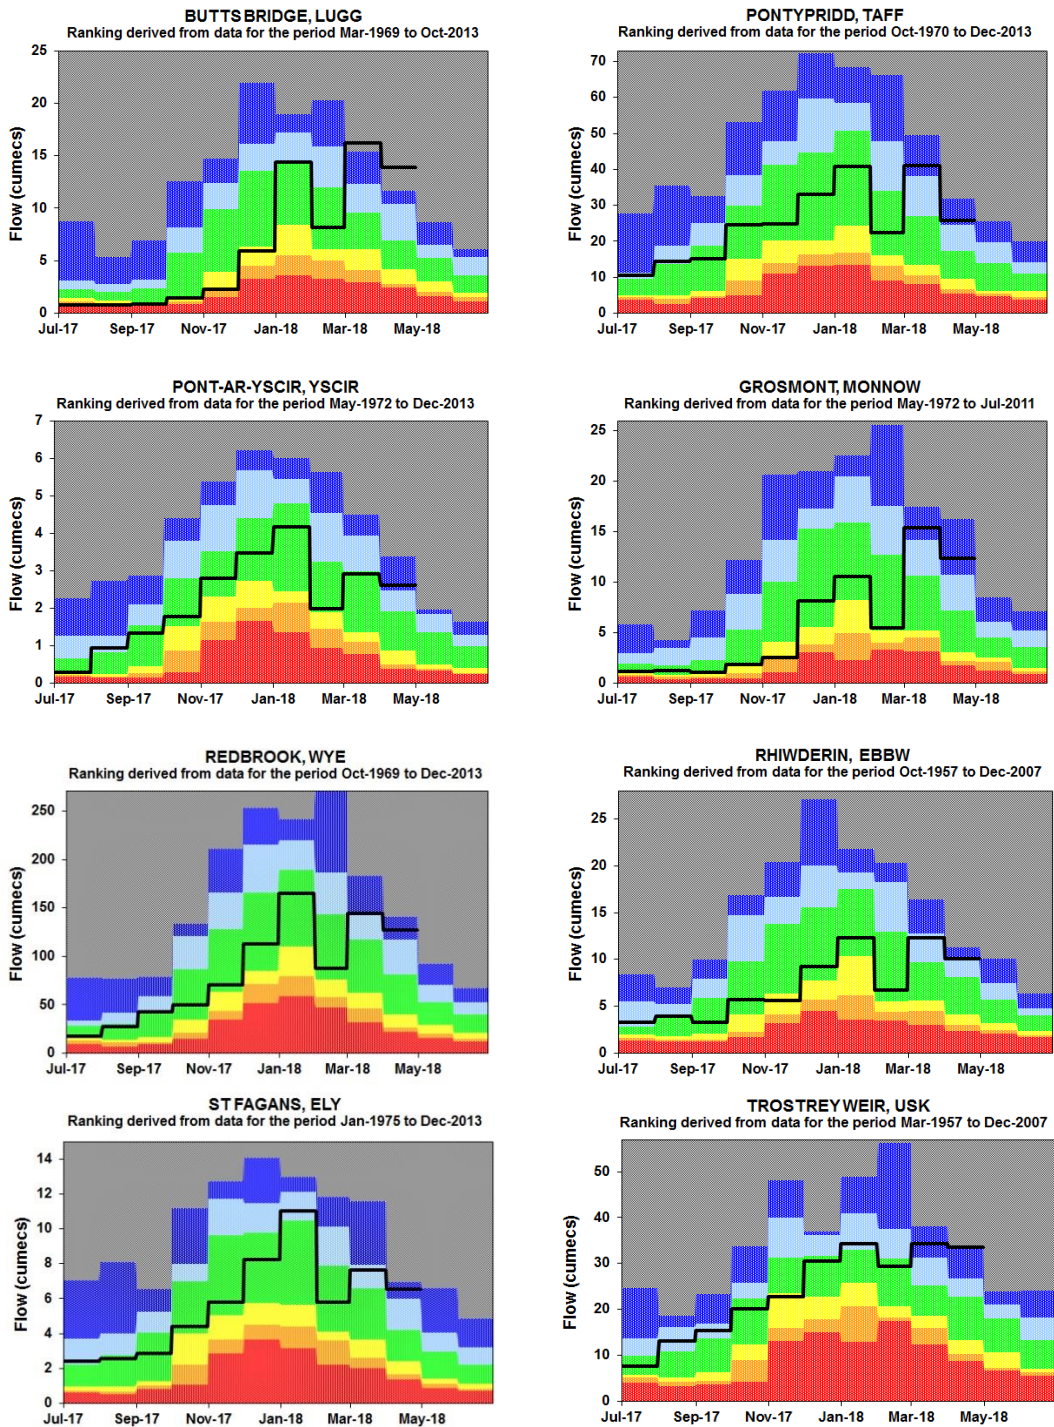 BUTTS BRIDGE, LUGG
Ranking derived from data for the period Mar-1969 to Oct-2013
25
20
15
10
5
0
Flow (cumecs)
Jul-17 Sep-17 Nov-17 Jan-18 Mar-18 May-18
PONTYPRIDD, TAFF
Ranking derived from data for the period Oct-1970 to Dec-2013
70
60
50
40
30
20
10
0
Flow (cumecs)
Jul-17 Sep-17 Nov-17 Jan-18 Mar-18 May-18
PONT-AR-YSCIR, YSCIR
Ranking derived from data for the period May-1972 to Dec-2013
7
6
5
4
3
2
1
0
Flow (cumecs)
Jul-17 Sep-17 Nov-17 Jan-18 Mar-18 May-18
GROSMONT, MONNOW
Ranking derived from data for the period May-1972 to Jul-2011
25
20
15
10
5
0
Flow (cumecs)
Jul-17 Sep-17 Nov-17 Jan-18 Mar-18 May-18
REDBROOK, WYE
Ranking derived from data for the period Oct-1969 to Dec-2013
250
200
150
100
50
0
Flow (cumecs)
Jul-17 Sep-17 Nov-17 Jan-18 Mar-18 May-18
RHIWDERIN, EBBW
Ranking derived from data for the period Oct-1957 to Dec-2007
25
20
15
10
5
0
Flow (cumecs)
Jul-17 Sep-17 Nov-17 Jan-18 Mar-18 May-18
ST FAGANS, ELY
Ranking derived from data for the period Jan-1975 to Dec-2013
14
12
10
8
6
4
2
0
Flow (cumecs)
Jul-17 Sep-17 Nov-17 Jan-18 Mar-18 May-18
TROSTREY WEIR, USK
Ranking derived from data for the period Mar-1957 to Dec-2007
50
40
30
20
10
0
Flow (cumecs)
Jul-17 Sep-17 Nov-17 Jan-18 Mar-18 May-18